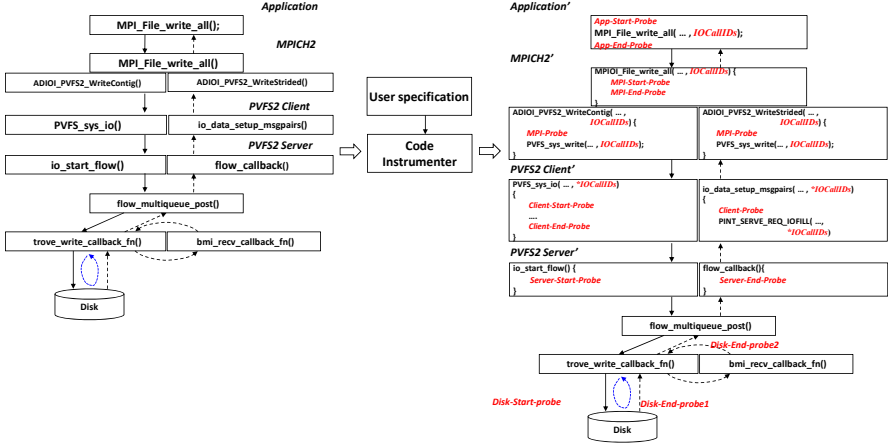 Application
MPI_File_write_all();
MPICH2
MPI_File_write_all()
ADIOI_PVFS2_WriteContig()
ADIOI_PVFS2_WriteStrided()
PVFS2 Client
PVFS_sys_io()
io_data_setup_msgpairs()
PVFS2 Server
io_start_flow()
flow_callback()
flow_multiqueue_post()
trove_write_callback_fn()
bmi_recv_callback_fn()
Disk
User specification
Code
Instrumenter
Application’
App-Start-Probe
MPI_File_write_all( … , IOCallIDs);
App-End-Probe
MPICH2’
MPIOI_File_write_all( … , IOCallIDs) {
MPI-Start-Probe
MPI-End-Probe
}
ADIOI_PVFS2_WriteContig( … ,
IOCallIDs) {
MPI-Probe
PVFS_sys_write(… , IOCallIDs);
}
ADIOI_PVFS2_WriteStrided( … ,
IOCallIDs) {
MPI-Probe
PVFS_sys_write(… , IOCallIDs);
}
PVFS2 Client’
PVFS_sys_io( … , *IOCallIDs)
{
Client-Start-Probe
….
Client-End-Probe
}
io_data_setup_msgpairs( … , *IOCallIDs)
{
Client-Probe
PINT_SERVE_REQ_IOFILL( …,
*IOCallIDs)
PVFS2 Server’
io_start_flow() {
Server-Start-Probe
}
flow_callback(){
Server-End-Probe
}
flow_multiqueue_post()
Disk-End-probe2
trove_write_callback_fn()
bmi_recv_callback_fn()
Disk-Start-probe
Disk-End-probe1
Disk